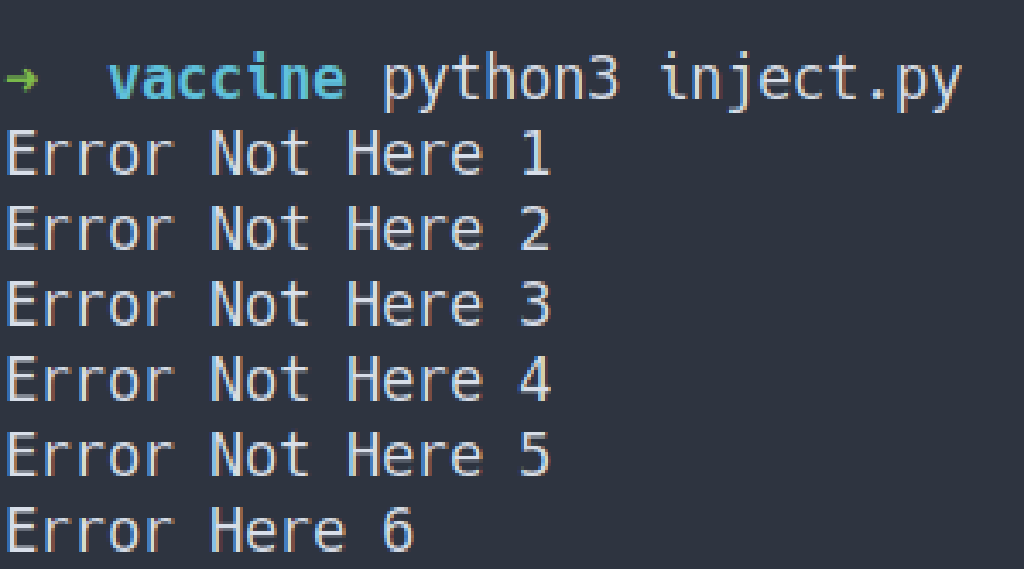 → vaccine python3 inject.py
Error Not Here 1
Error Not Here 2
Error Not Here 3
Error Not Here 4
Error Not Here 5
Error Here 6